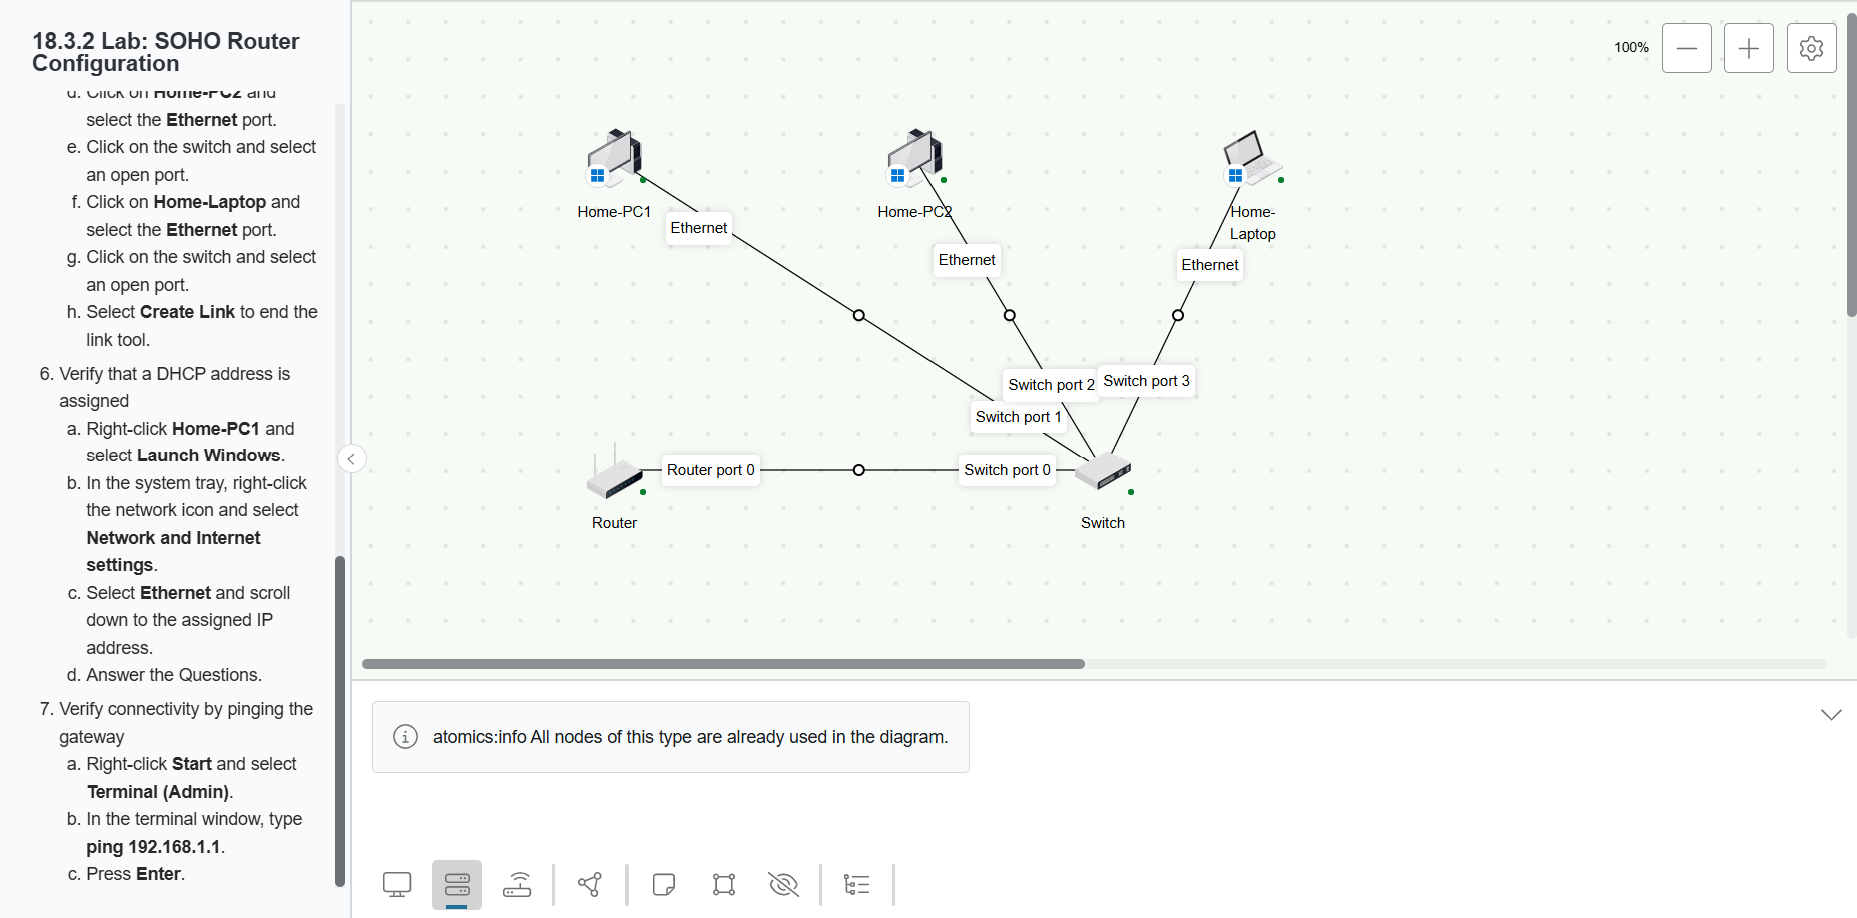 18.3.2 Lab: SOHO Router
Configuration
d. Click on Home-PC2 and
select the Ethernet port.
e. Click on the switch and select
an open port.
f. Click on Home-Laptop and
select the Ethernet port.
g. Click on the switch and select
an open port.
h. Select Create Link to end the
link tool.
6. Verify that a DHCP address is
assigned
a. Right-click Home-PC1 and
select Launch Windows.
b. In the system tray, right-click
the network icon and select
Network and Internet
settings.
c. Select Ethernet and scroll
down to the assigned IP
address.
d. Answer the Questions.
7. Verify connectivity by pinging the
gateway
a. Right-click Start and select
Terminal (Admin).
b. In the terminal window, type
ping 192.168.1.1.
c. Press Enter.
100%
Home-PC1
Home-PC2
Home-
Laptop
Ethernet
Ethernet
Ethernet
Switch port 2
Switch port 3
Switch port 1
Router port 0
Switch port 0
Router
Switch
atomics:info All nodes of this type are already used in the diagram.